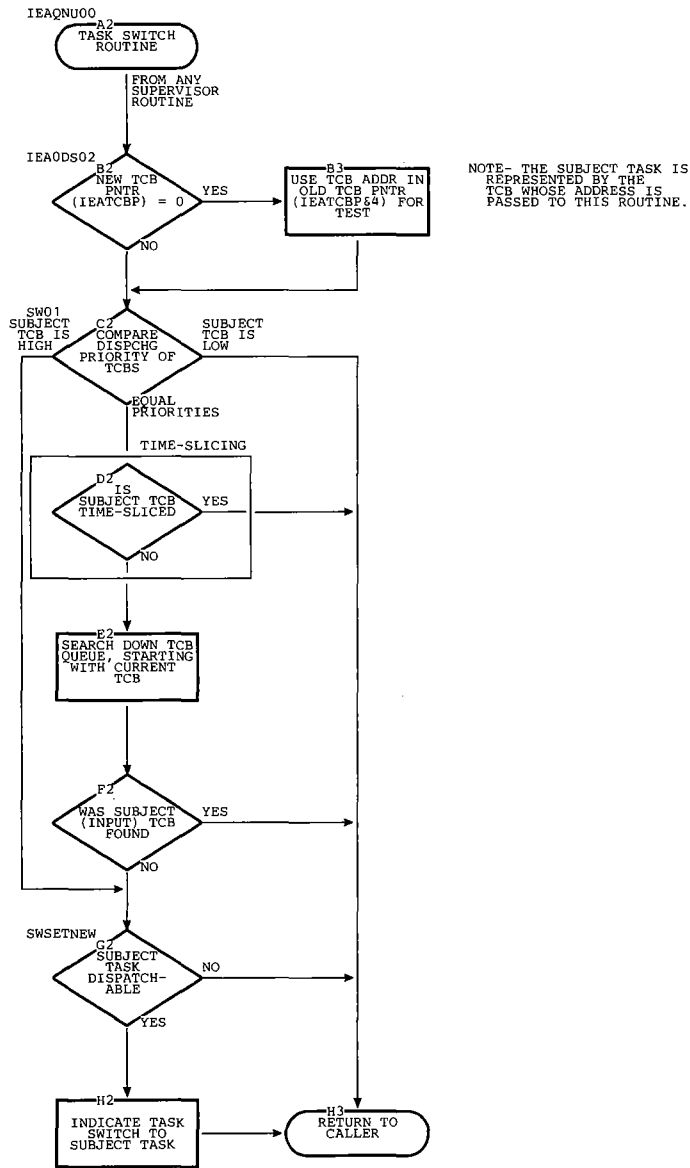 IEAQNU00
A2
TASK SWITCH
ROUTINE
FROM ANY
SUPERVISOR
ROUTINE
IEA0DS02
B2
NEW TCB
PNTR
(IEATCBP) = 0
YES
NO
B3
USE TCB ADDR IN
OLD TCB PNTR
(IEATCBP&4) FOR
TEST
NOTE- THE SUBJECT TASK IS
REPRESENTED BY THE
TCB WHOSE ADDRESS IS
PASSED TO THIS ROUTINE.
SW01
SUBJECT
TCB IS
HIGH
C2
COMPARE
DISPCHG
PRIORITY OF
TCBS
SUBJECT
TCB IS
LOW
EQUAL
PRIORITIES
TIME-SLICING
D2
IS
SUBJECT TCB
TIME-SLICED
YES
NO
E2
SEARCH DOWN TCB
QUEUE, STARTING
WITH CURRENT
TCB
F2
WAS SUBJECT
(INPUT) TCB
FOUND
YES
NO
SWSETNEW
G2
SUBJECT
TASK
DISPATCH-
ABLE
NO
YES
H2
INDICATE TASK
SWITCH TO
SUBJECT TASK
H3
RETURN TO
CALLER